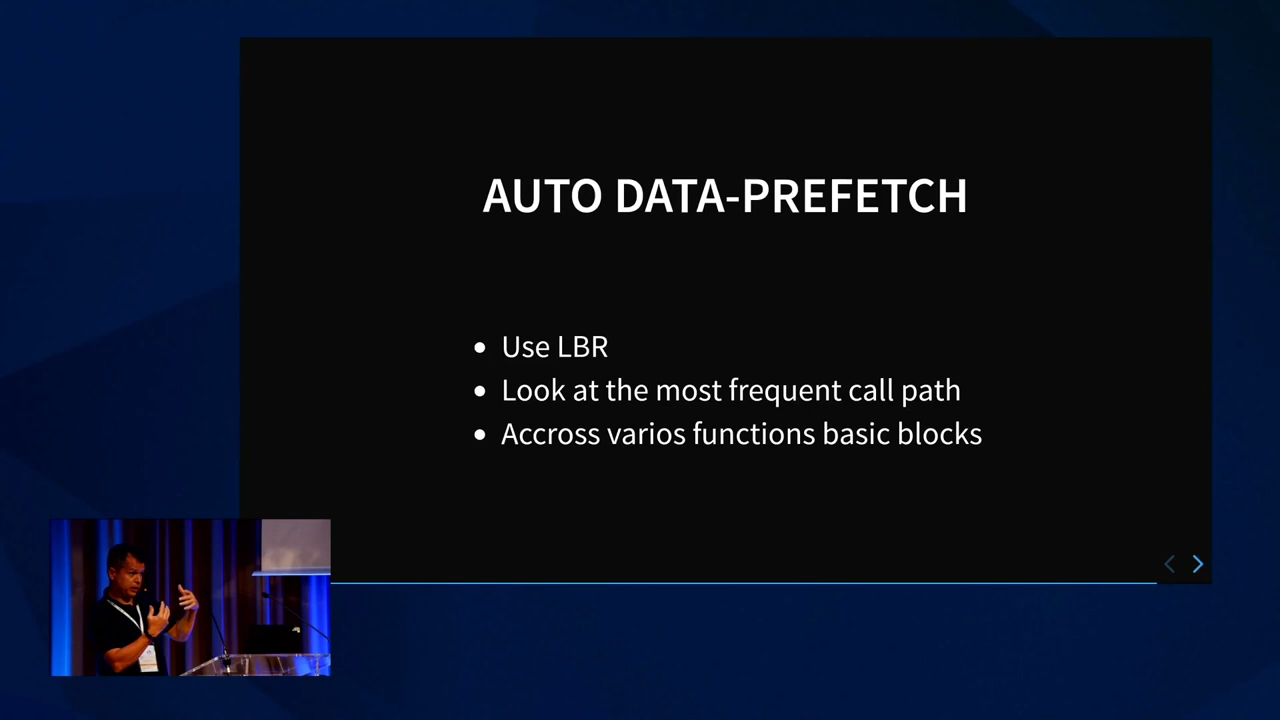 AUTO DATA-PREFETCH
Use LBR
Look at the most frequent call path
Accross varios functions basic blocks